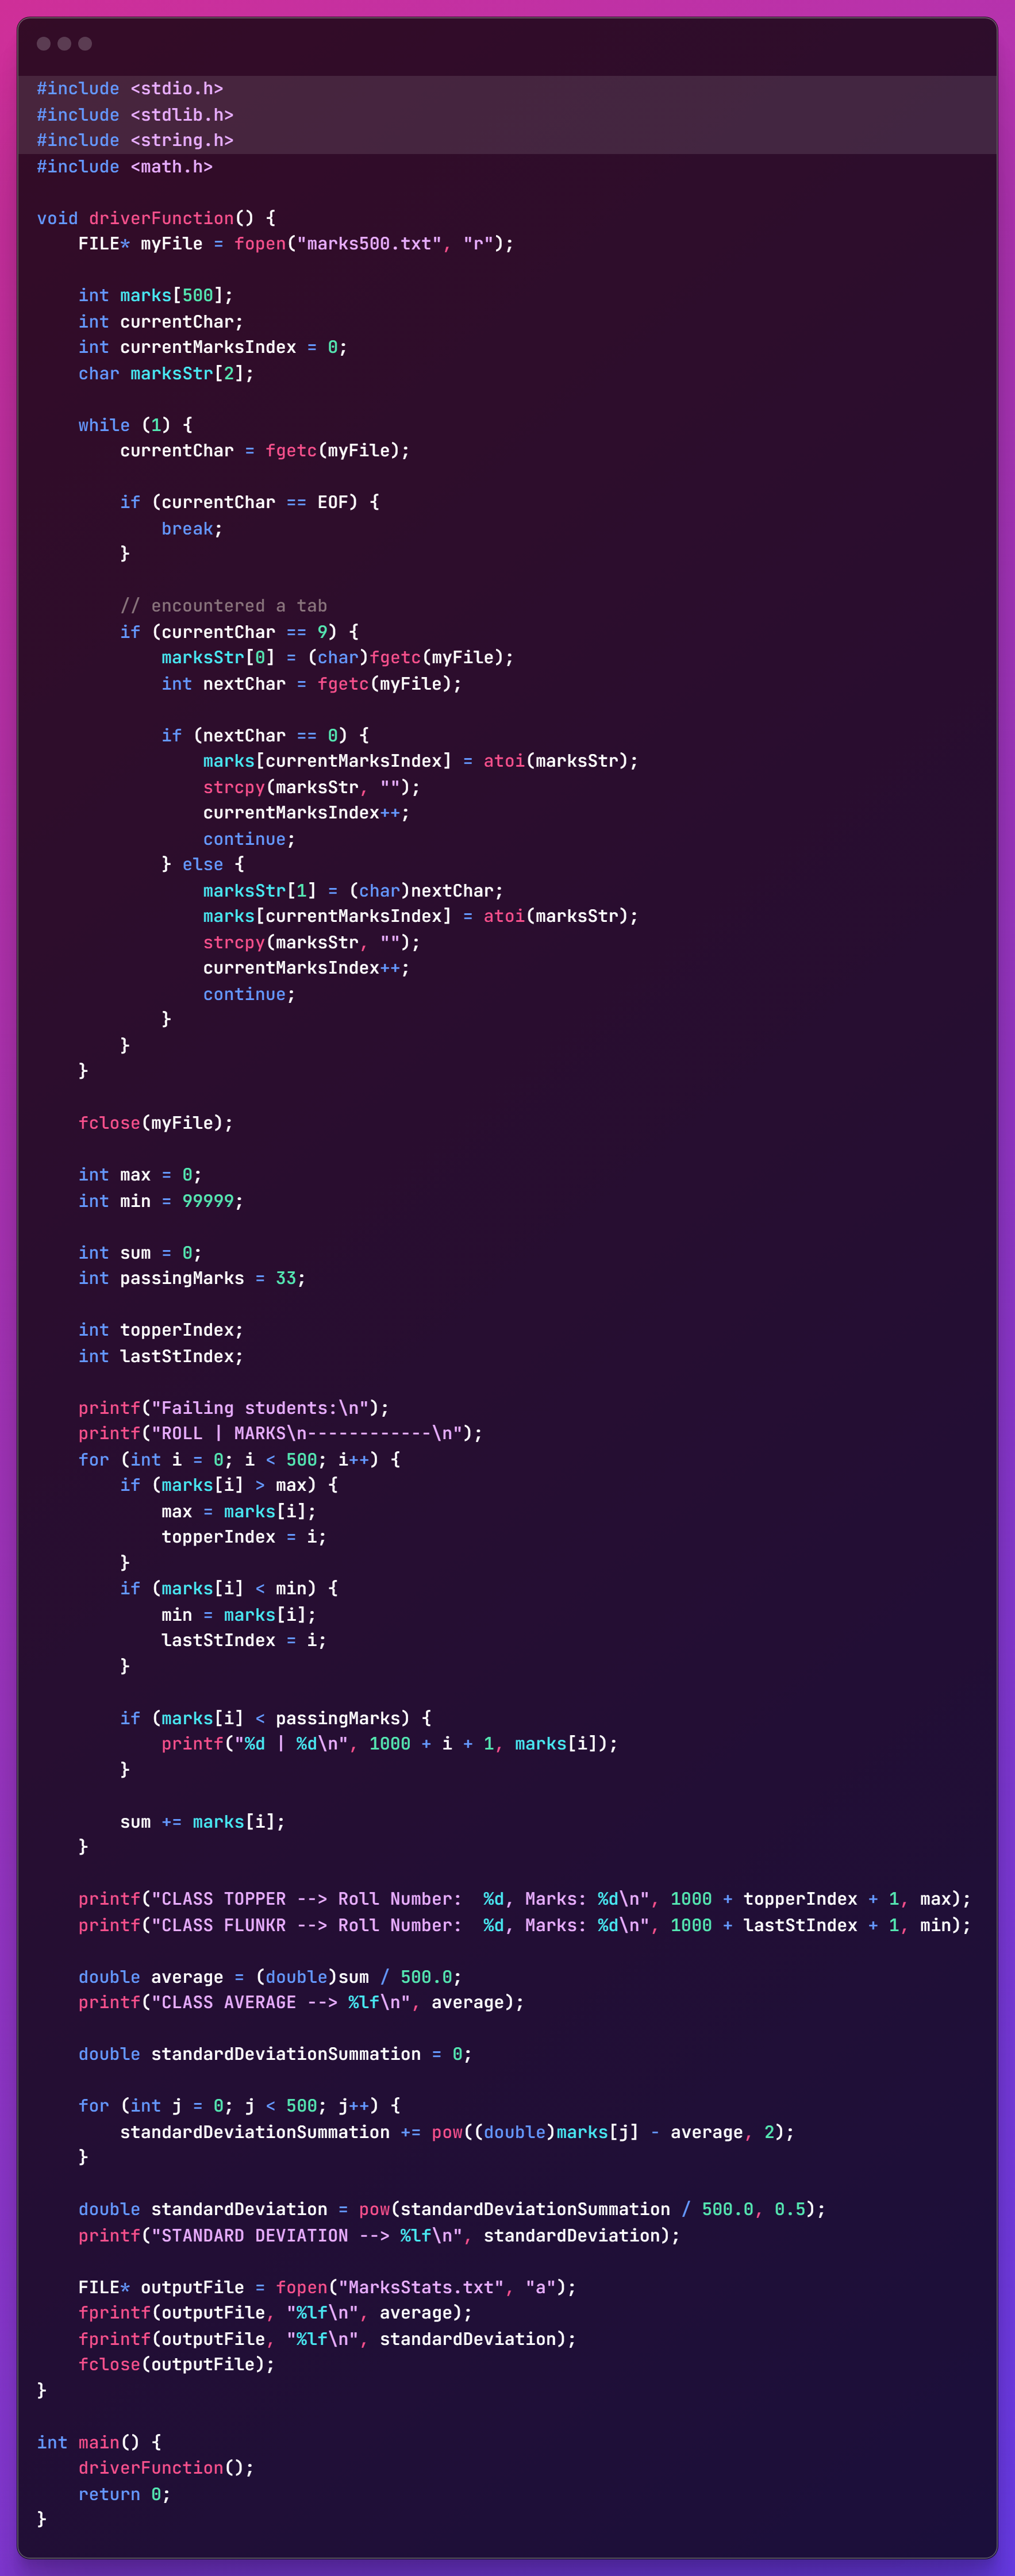 #include <stdio.h>
#include <stdlib.h>
#include <string.h>
#include <math.h>

void driverFunction() {
    FILE* myFile = fopen("marks500.txt", "r");

    int marks[500];
    int currentChar;
    int currentMarksIndex = 0;
    char marksStr[2];

    while (1) {
        currentChar = fgetc(myFile);

        if (currentChar == EOF) {
            break;
        }

        // encountered a tab
        if (currentChar == 9) {
            marksStr[0] = (char)fgetc(myFile);
            int nextChar = fgetc(myFile);

            if (nextChar == 0) {
                marks[currentMarksIndex] = atoi(marksStr);
                strcpy(marksStr, "");
                currentMarksIndex++;
                continue;
            } else {
                marksStr[1] = (char)nextChar;
                marks[currentMarksIndex] = atoi(marksStr);
                strcpy(marksStr, "");
                currentMarksIndex++;
                continue;
            }
        }
    }

    fclose(myFile);

    int max = 0;
    int min = 99999;

    int sum = 0;
    int passingMarks = 33;

    int topperIndex;
    int lastStIndex;

    printf("Failing students:\n");
    printf("ROLL | MARKS\n------------\n");
    for (int i = 0; i < 500; i++) {
        if (marks[i] > max) {
            max = marks[i];
            topperIndex = i;
        }
        if (marks[i] < min) {
            min = marks[i];
            lastStIndex = i;
        }

        if (marks[i] < passingMarks) {
            printf("%d | %d\n", 1000 + i + 1, marks[i]);
        }

        sum += marks[i];
    }

    printf("CLASS TOPPER --> Roll Number:  %d, Marks: %d\n", 1000 + topperIndex + 1, max);
    printf("CLASS FLUNKR --> Roll Number:  %d, Marks: %d\n", 1000 + lastStIndex + 1, min);

    double average = (double)sum / 500.0;
    printf("CLASS AVERAGE --> %lf\n", average);

    double standardDeviationSummation = 0;

    for (int j = 0; j < 500; j++) {
        standardDeviationSummation += pow((double)marks[j] - average, 2);
    }

    double standardDeviation = pow(standardDeviationSummation / 500.0, 0.5);
    printf("STANDARD DEVIATION --> %lf\n", standardDeviation);

    FILE* outputFile = fopen("MarksStats.txt", "a");
    fprintf(outputFile, "%lf\n", average);
    fprintf(outputFile, "%lf\n", standardDeviation);
    fclose(outputFile);
}

int main() {
    driverFunction();
    return 0;
}